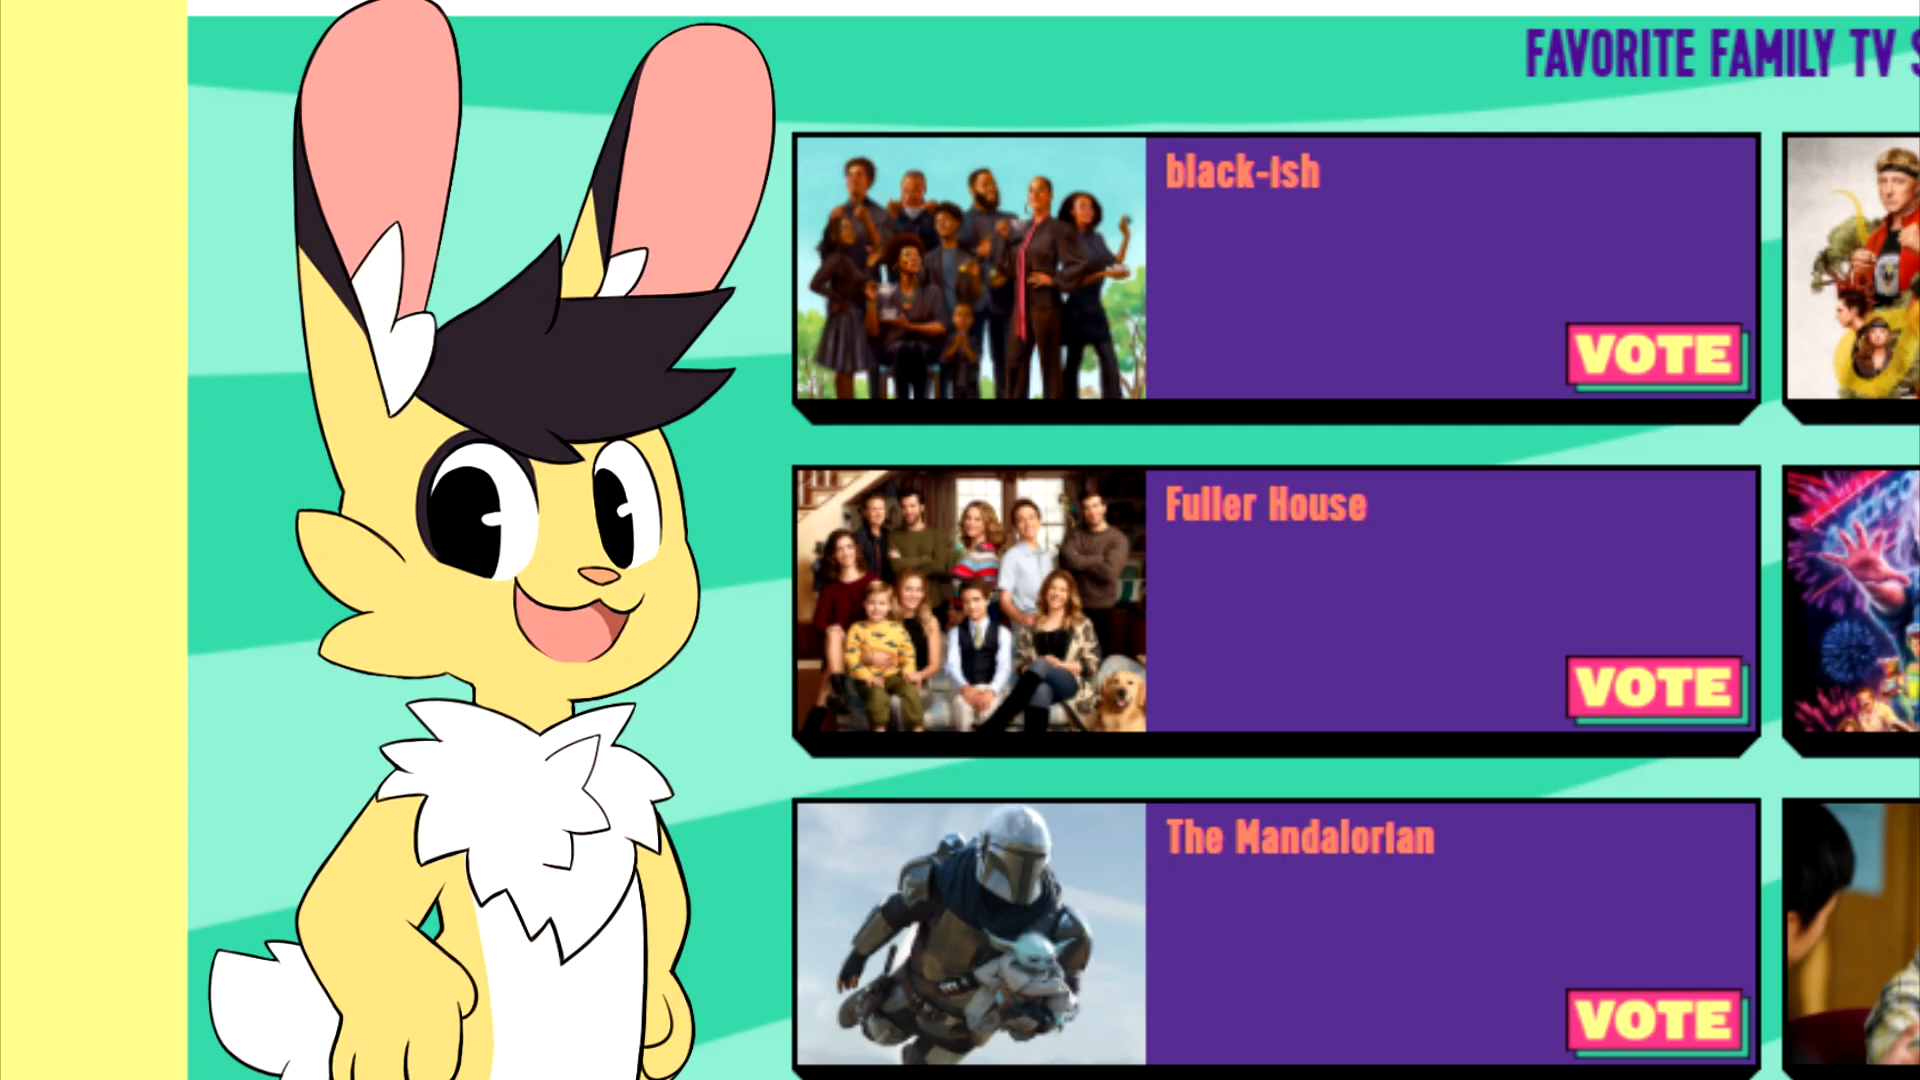 FAVORITE FAMILY TV
black-ish
VOTE
Fuller House
VOTE
The Mandalorian
VOTE